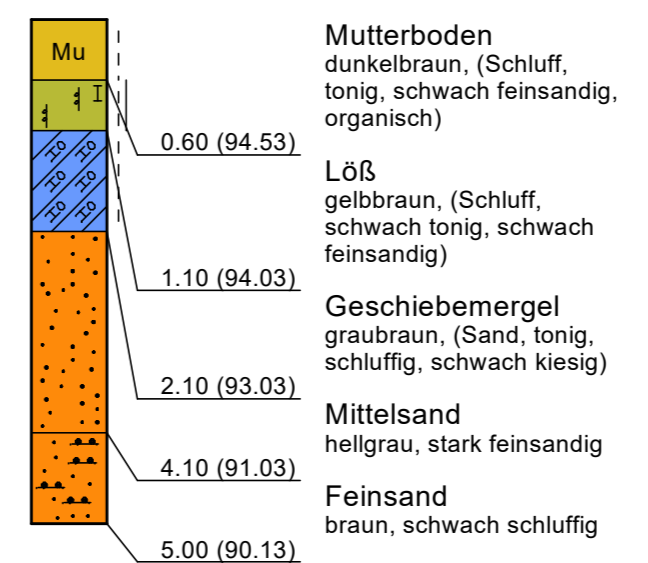 Mu
Mutterboden
dunkelbraun, (Schluff,
tonig, schwach feinsandig,
organisch)
0.60 (94.53)
Löß
gelbbraun, (Schluff,
schwach tonig, schwach
feinsandig)
1.10 (94.03)
Geschiebemergel
graubraun, (Sand, tonig,
schluffig, schwach kiesig)
2.10 (93.03)
Mittelsand
hellgrau, stark feinsandig
4.10 (91.03)
Feinsand
braun, schwach schluffig
5.00 (90.13)